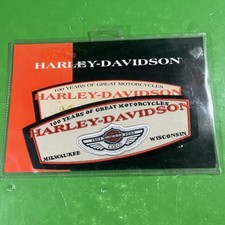 HARLEY-DAVIDSON
100 YEARS OF GREAT MOTORCYCLES
HARLEY-DAVIDSON
100 YEARS OF GREAT MOTORCYCLES
HARLEY-DAVIDSON
MILWAUKEE
WISCONSIN